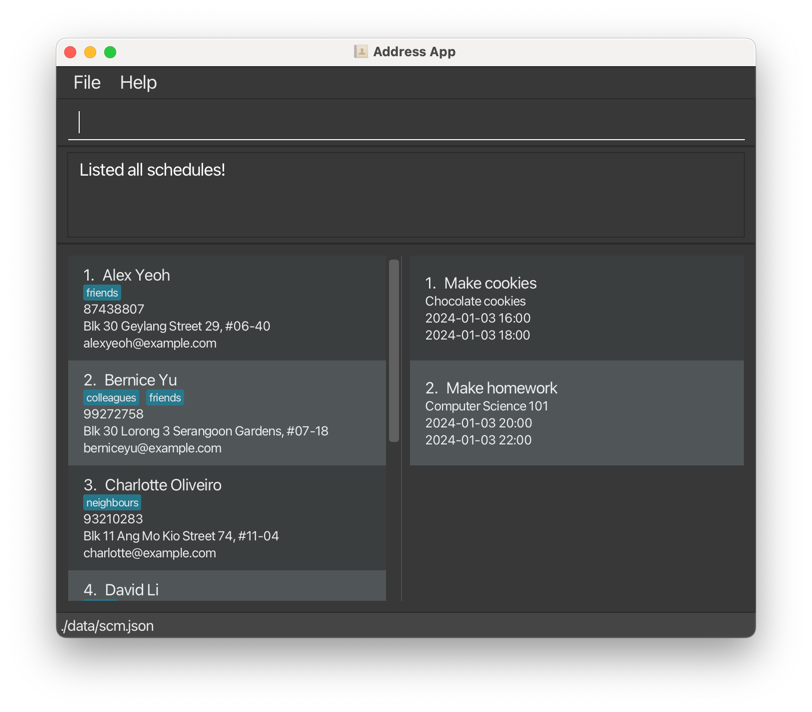 Address App
File Help
Listed all schedules!
1. Alex Yeoh
friends
87438807
Blk 30 Geylang Street 29, #06-40
alexyeoh@example.com
2. Bernice Yu
colleagues friends
99272758
Blk 30 Lorong 3 Serangoon Gardens, #07-18
berniceyu@example.com
3. Charlotte Oliveiro
neighbours
93210283
Blk 11 Ang Mo Kio Street 74, #11-04
charlotte@example.com
4. David Li
1. Make cookies
Chocolate cookies
2024-01-03 16:00
2024-01-03 18:00
2. Make homework
Computer Science 101
2024-01-03 20:00
2024-01-03 22:00
./data/scm.json